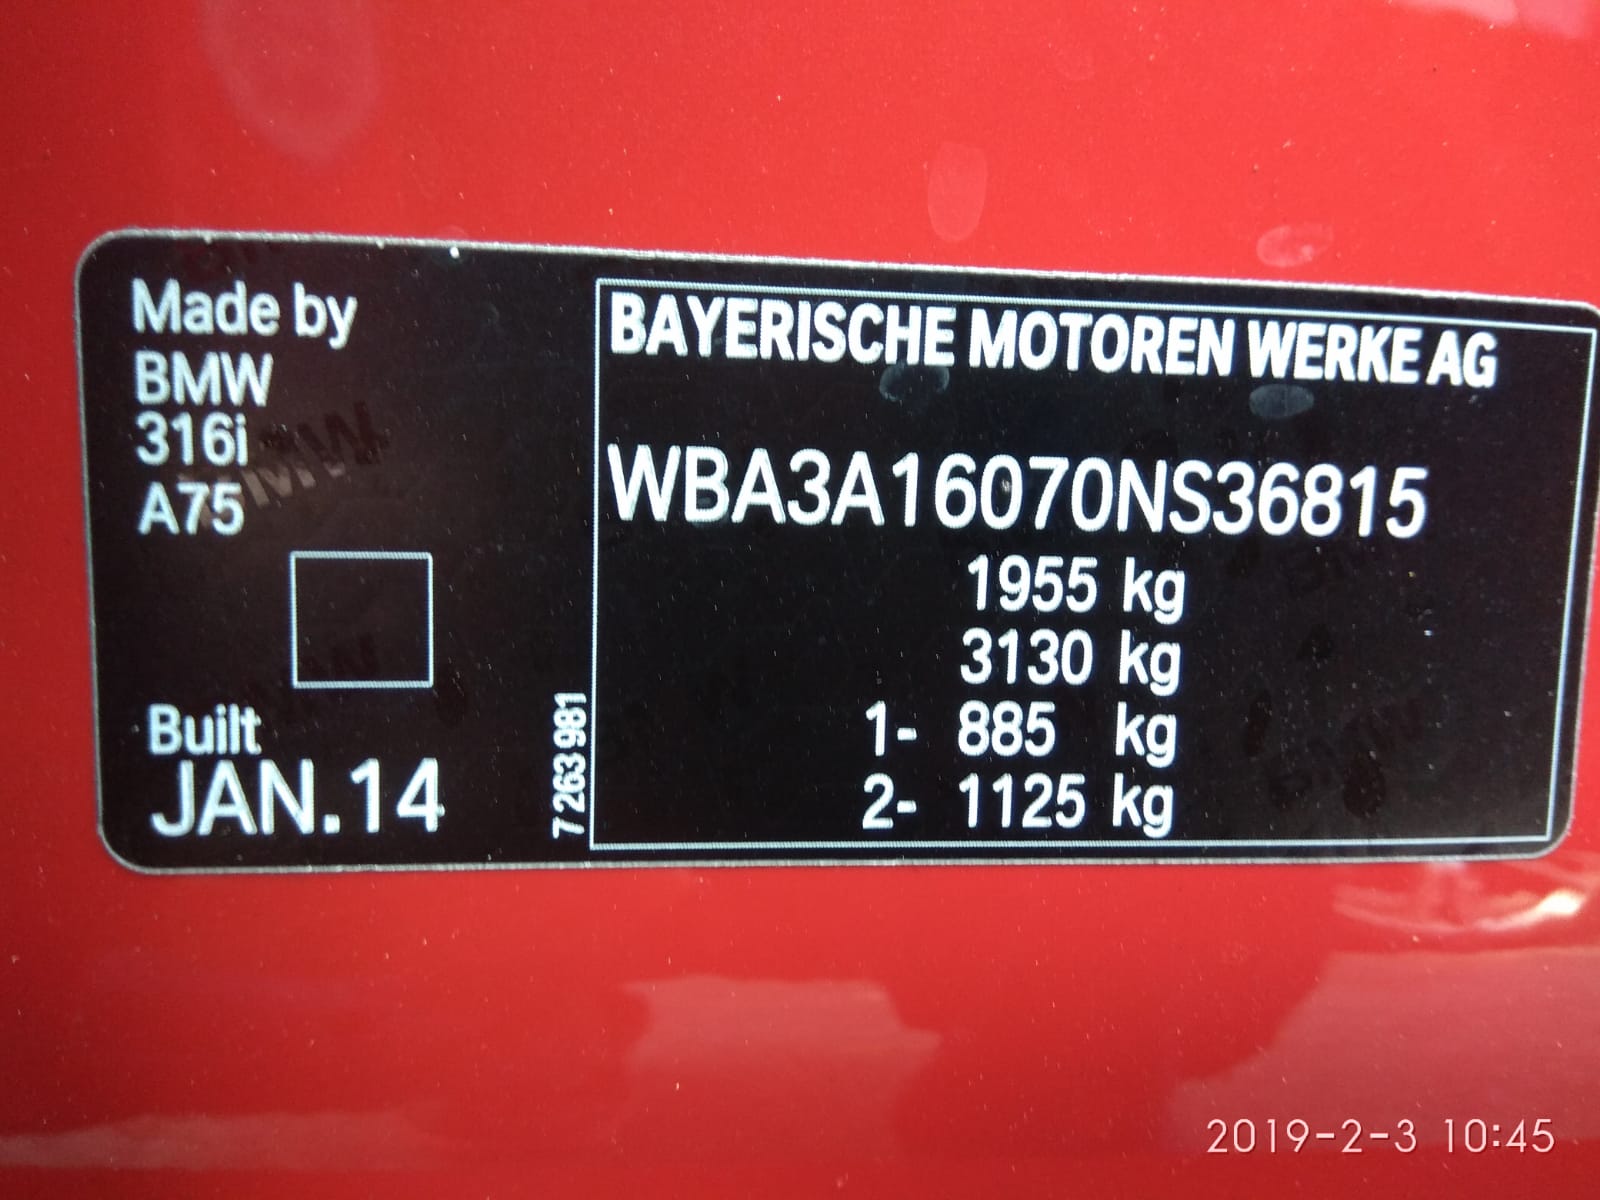 Made by
BMW
316i
A75
Built
JAN.14
7 263 981
BAYERISCHE MOTOREN WERKE AG
WBA3A16070NS36815
1955 kg
3130 kg
1- 885 kg
2- 1125 kg
2019-2-3 10:45